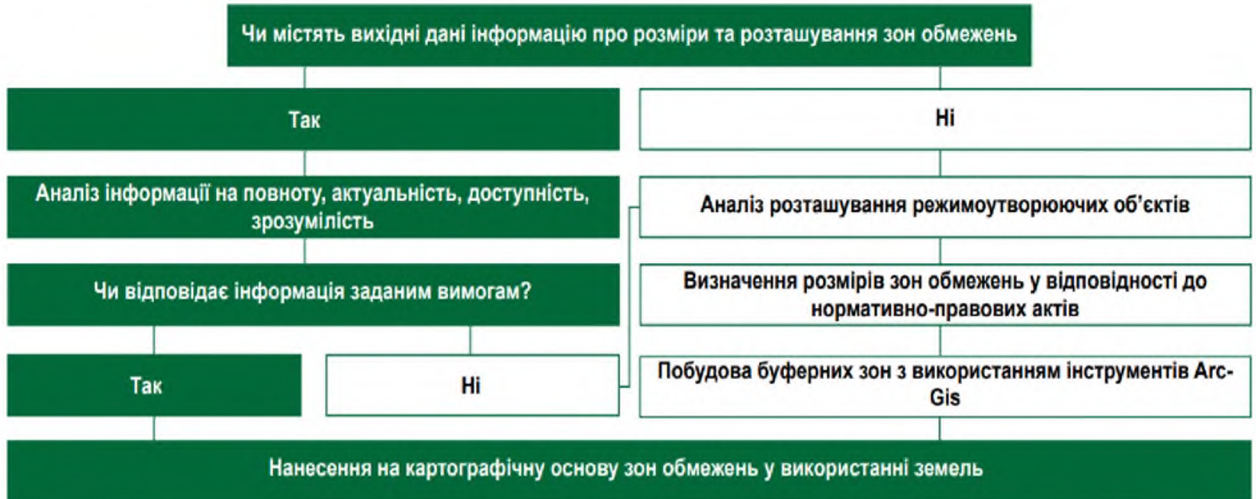 Чи містять вихідні дані інформацію про розміри та розташування зон обмежень
Так
Ні
Аналіз інформації на повноту, актуальність, доступність,
зрозумілість
Аналіз розташування режимоутворюючих об’єктів
Чи відповідає інформація заданим вимогам?
Визначення розмірів зон обмежень у відповідності до
нормативно-правових актів
Так
Ні
Побудова буферних зон з використанням інструментів Arc-
Gis
Нанесення на картографічну основу зон обмежень у використанні земель